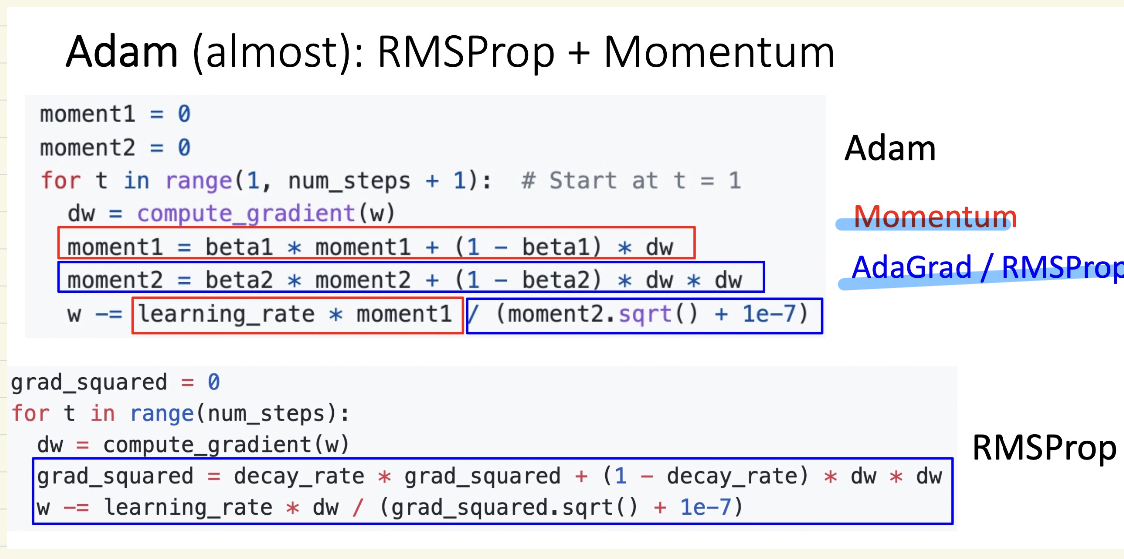 Adam (almost): RMSProp + Momentum
moment1 = 0
moment2 = 0
for t in range(1, num_steps + 1):  # Start at t = 1
  dw = compute_gradient(w)
  moment1 = beta1 * moment1 + (1 - beta1) * dw
  moment2 = beta2 * moment2 + (1 - beta2) * dw * dw
  w -= learning_rate * moment1 / (moment2.sqrt() + 1e-7)
Adam
Momentum
AdaGrad / RMSProp
grad_squared = 0
for t in range(num_steps):
  dw = compute_gradient(w)
  grad_squared = decay_rate * grad_squared + (1 - decay_rate) * dw * dw
  w -= learning_rate * dw / (grad_squared.sqrt() + 1e-7)
RMSProp